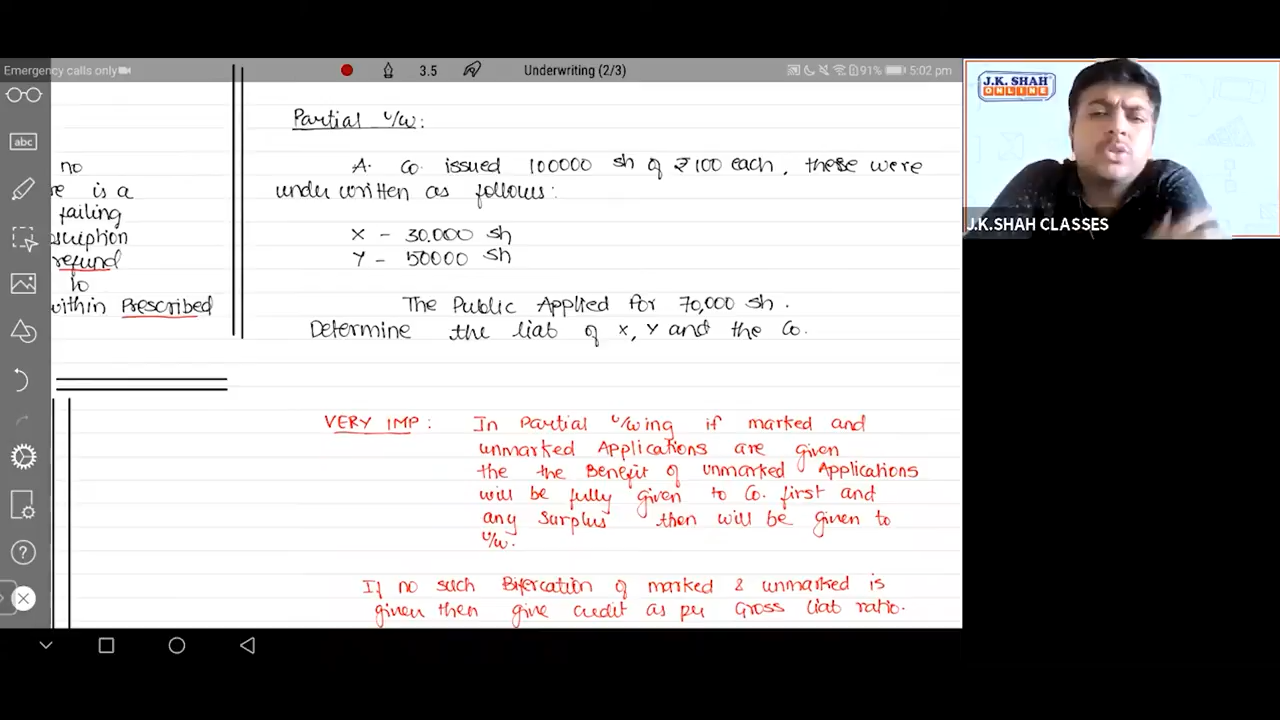 Emergency calls only
3.5
Underwriting (2/3)
91%
5:02 pm
J.K. SHAH
ONLINE
J.K.SHAH CLASSES
abc
no
is a
failing
refund
to
within Prescribed
Partial U/w:
A. Co. issued 100000 sh of ₹100 each, these were
under written as follows:
X - 30.000 sh
Y - 50000 sh
The Public Applied for 70,000 sh.
Determine the liab of X, Y and the Co.
VERY IMP: In Partial U/wing if marked and
unmarked Applications are given
the the Benefit of unmarked Applications
will be fully given to Co. first and
any Surplus then will be given to
U/w.
If no such Bifercation of marked & unmarked is
given then give credit as per Gross Liab ratio.